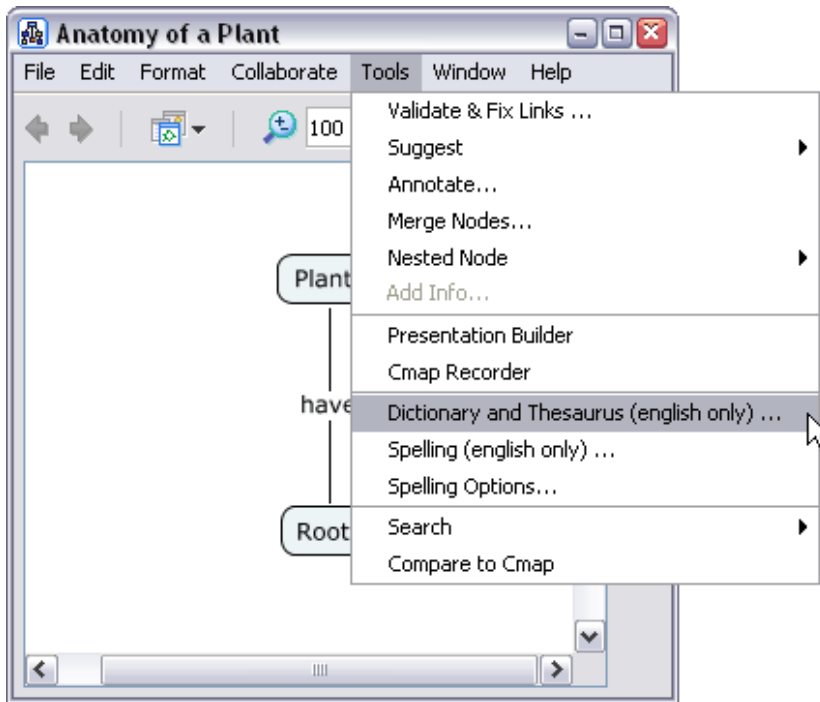 Anatomy of a Plant
File Edit Format Collaborate Tools Window Help
100
Validate & Fix Links ...
Suggest
Annotate...
Merge Nodes...
Nested Node
Add Info...
Presentation Builder
Cmap Recorder
Dictionary and Thesaurus (english only) ...
Spelling (english only) ...
Spelling Options...
Search
Compare to Cmap
Plant
have
Root